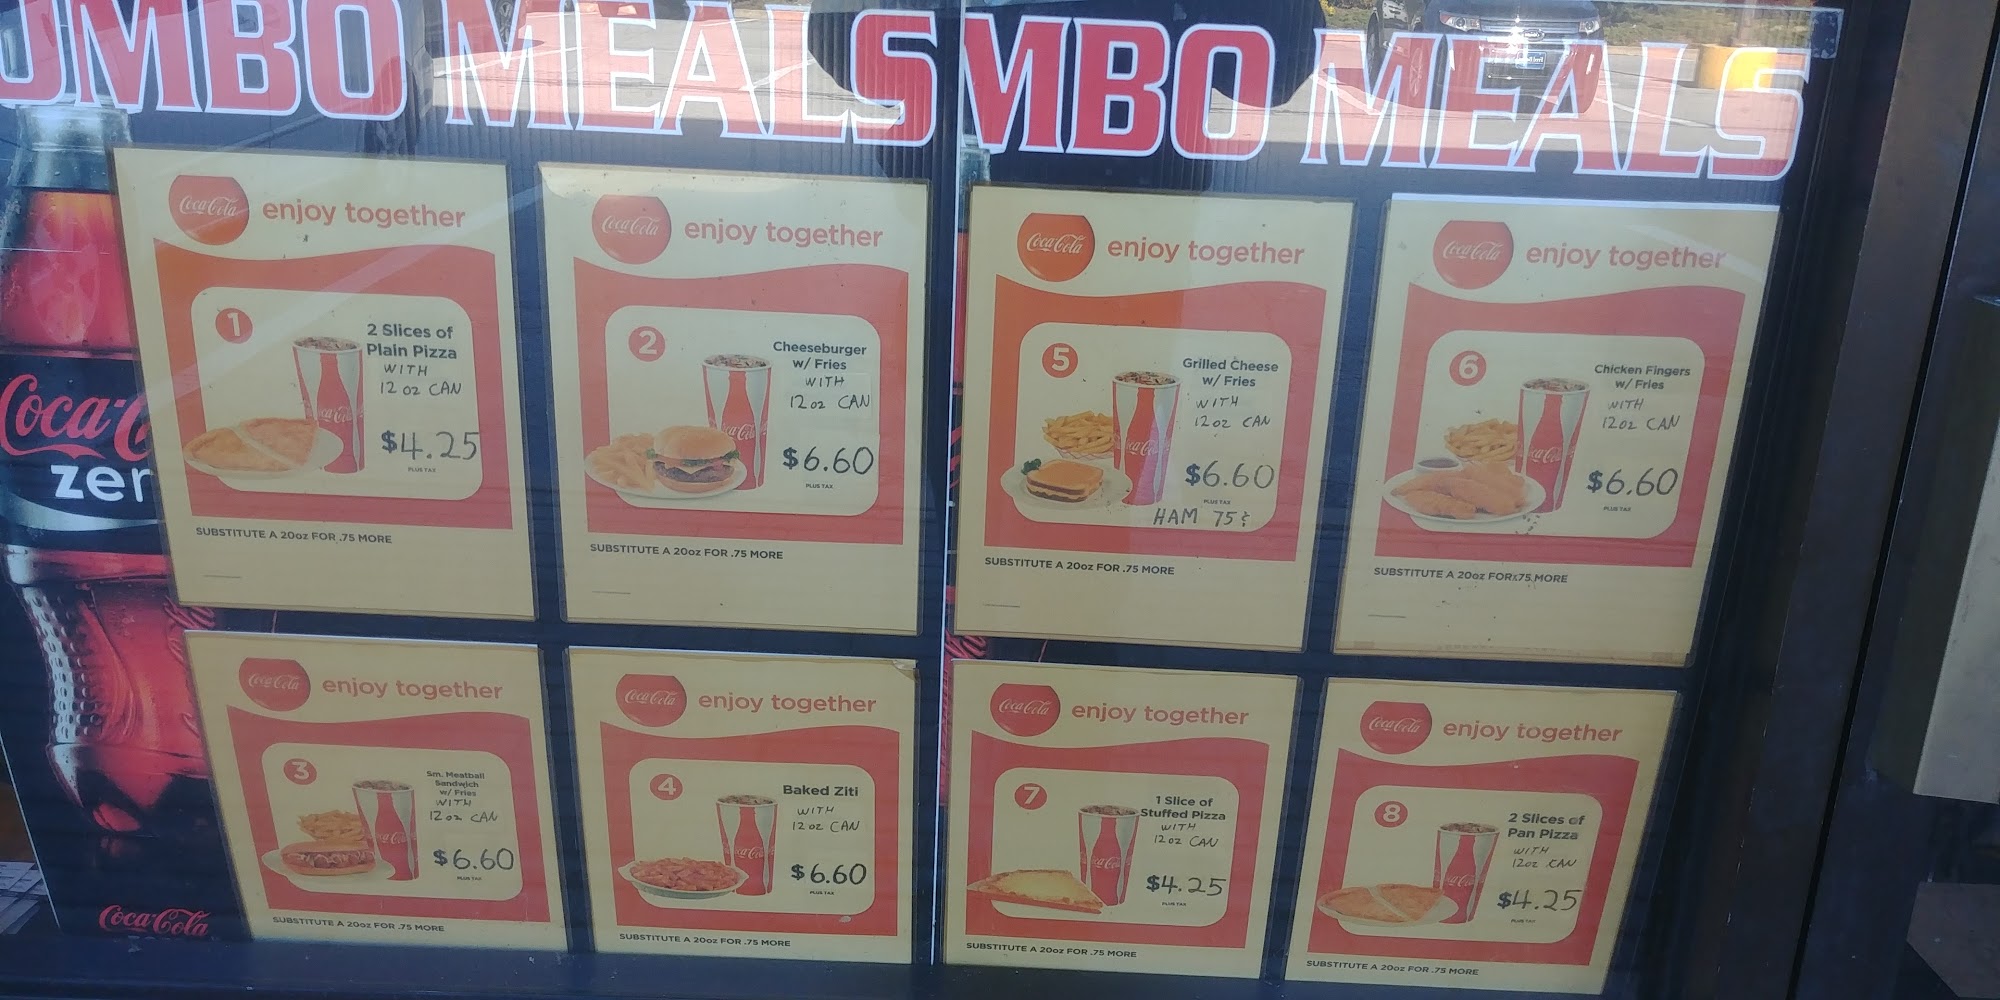 OMBO MEALS
MBO MEALS
Coca-Cola
enjoy together
1
2 Slices of
Plain Pizza
WITH
12 oz CAN
$4.25
PLUS TAX
SUBSTITUTE A 20oz FOR .75 MORE
Coca-Cola
enjoy together
2
Cheeseburger
w/ Fries
WITH
12 oz CAN
$6.60
PLUS TAX
SUBSTITUTE A 20oz FOR .75 MORE
Coca-Cola
enjoy together
5
Grilled Cheese
w/ Fries
WITH
12 oz CAN
$6.60
PLUS TAX
HAM 75¢
SUBSTITUTE A 20oz FOR .75 MORE
Coca-Cola
enjoy together
6
Chicken Fingers
w/ Fries
WITH
12 oz CAN
$6.60
PLUS TAX
SUBSTITUTE A 20oz FOR .75 MORE
Coca-C
zer
Coca-Cola
enjoy together
3
Sm. Meatball
Sandwich
w/ Fries
WITH
12 oz CAN
$6.60
PLUS TAX
SUBSTITUTE A 20oz FOR .75 MORE
Coca-Cola
enjoy together
4
Baked Ziti
WITH
12 oz CAN
$6.60
PLUS TAX
SUBSTITUTE A 20oz FOR .75 MORE
Coca-Cola
enjoy together
7
1 Slice of
Stuffed Pizza
WITH
12 oz CAN
$4.25
PLUS TAX
SUBSTITUTE A 20oz FOR .75 MORE
Coca-Cola
enjoy together
8
2 Slices of
Pan Pizza
WITH
12 oz CAN
$4.25
PLUS TAX
SUBSTITUTE A 20oz FOR .75 MORE
Coca-Cola